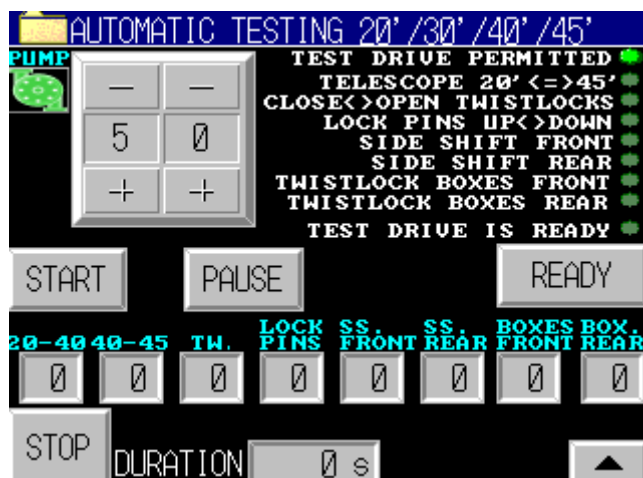 AUTOMATIC TESTING 20'/30'/40'/45'
PUMP
TEST DRIVE PERMITTED
TELESCOPE 20'<=>45'
CLOSE<>OPEN TWISTLOCKS
LOCK PINS UP<>DOWN
SIDE SHIFT FRONT
SIDE SHIFT REAR
TWISTLOCK BOXES FRONT
TWISTLOCK BOXES REAR
TEST DRIVE IS READY
— —
5 0
+ +
START PAUSE READY
20-40 40-45 TW. LOCK PINS SS. FRONT SS. REAR BOXES FRONT BOX. REAR
0 0 0 0 0 0 0 0
STOP
DURATION 0 s
▲